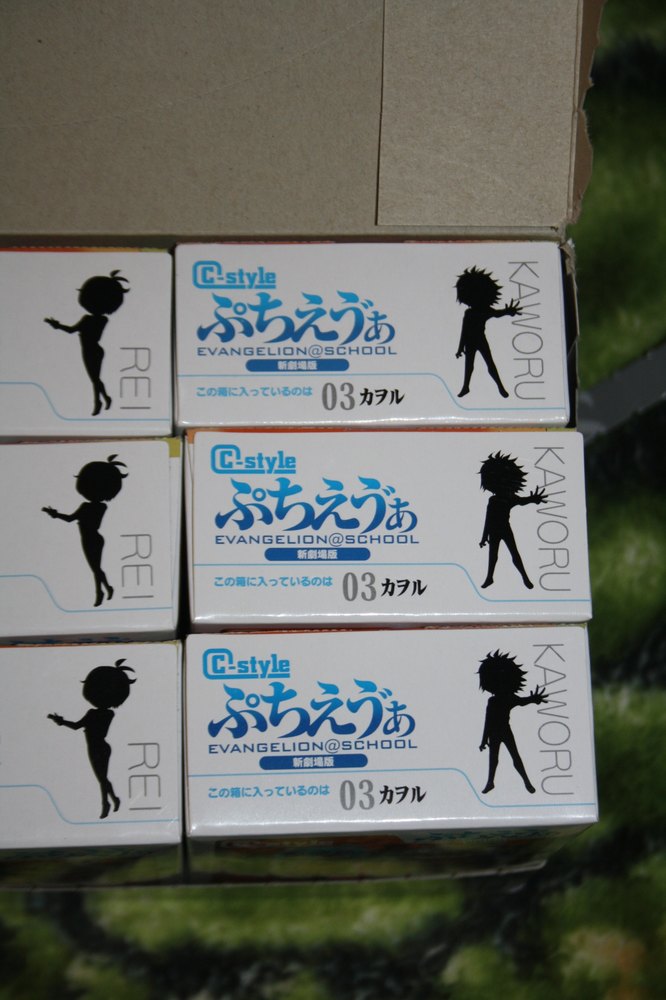 REI
C-style
ぷちえう゛ぁ
EVANGELION@SCHOOL
新劇場版
この箱に入っているのは 03 カヲル
KAWORU
REI
C-style
ぷちえう゛ぁ
EVANGELION@SCHOOL
新劇場版
この箱に入っているのは 03 カヲル
KAWORU
REI
C-style
ぷちえう゛ぁ
EVANGELION@SCHOOL
新劇場版
この箱に入っているのは 03 カヲル
KAWORU